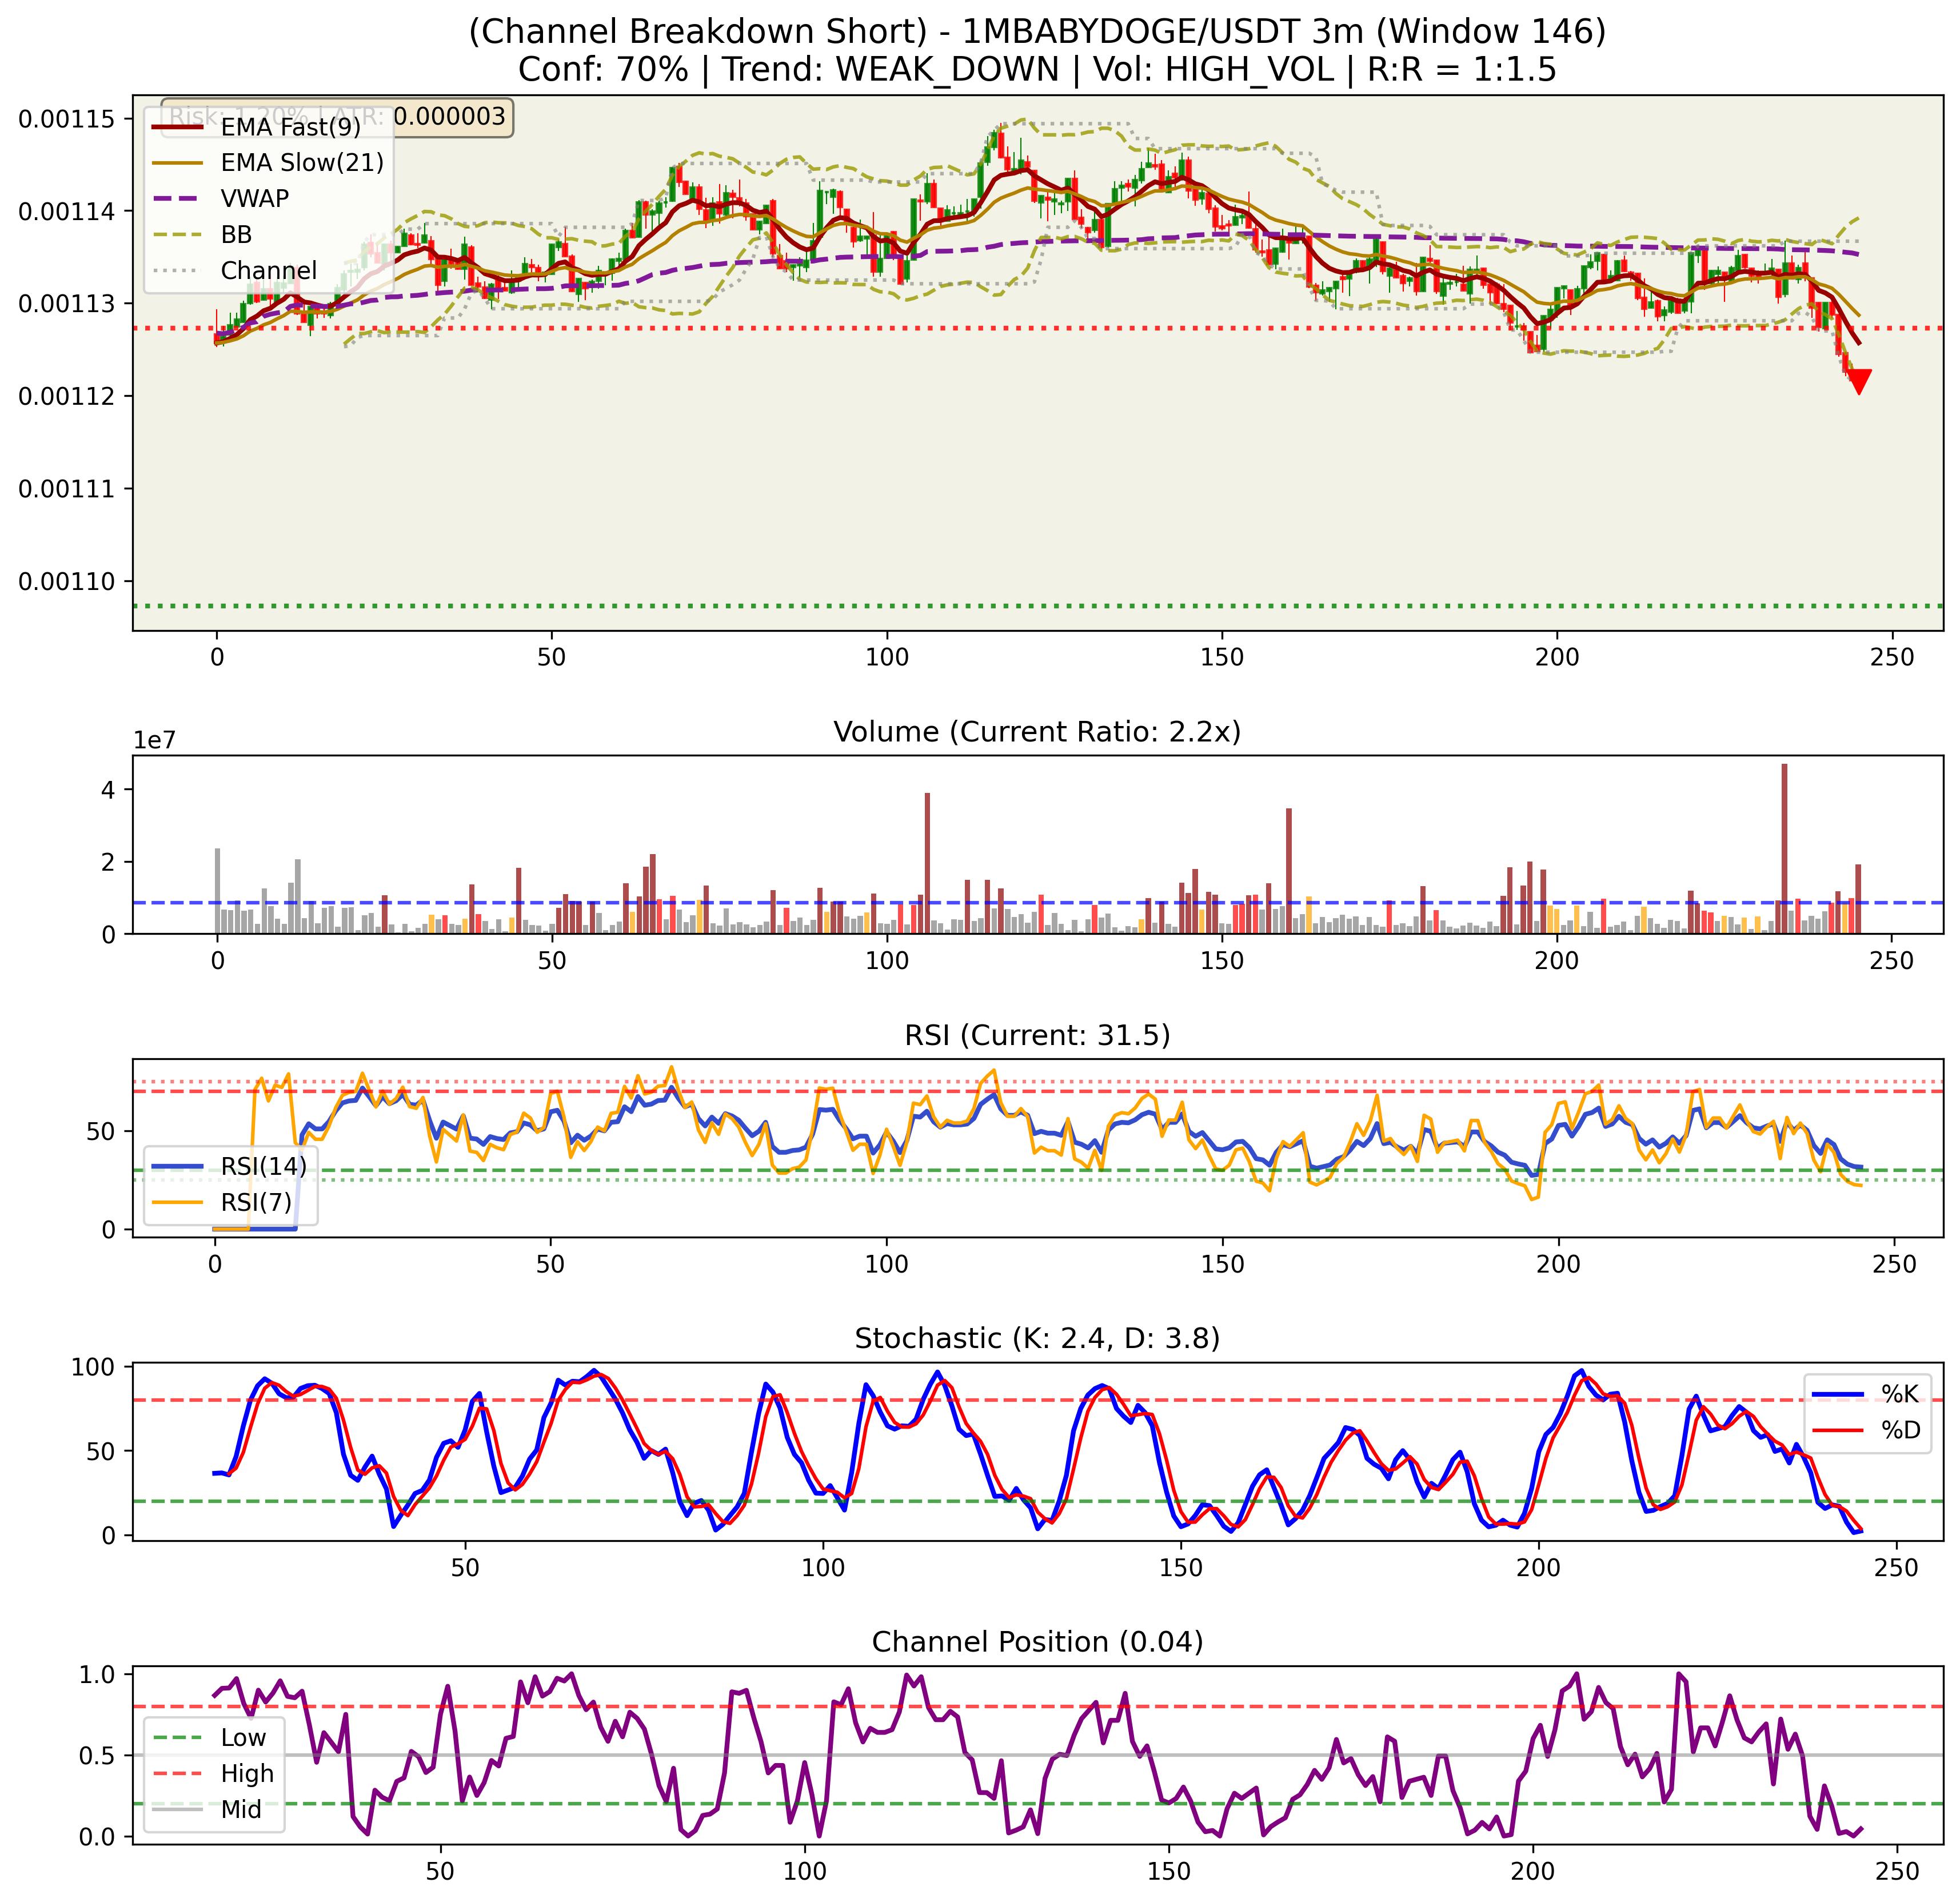 (Channel Breakdown Short) - 1MBABYDOGE/USDT 3m (Window 146)
Conf: 70% | Trend: WEAK_DOWN | Vol: HIGH_VOL | R:R = 1:1.5
Risk: 1.20% | ATR: 0.000003
EMA Fast(9)
EMA Slow(21)
VWAP
BB
Channel
0.00115
0.00114
0.00113
0.00112
0.00111
0.00110
0 50 100 150 200 250
Volume (Current Ratio: 2.2x)
1e7
4
2
0
0 50 100 150 200 250
RSI (Current: 31.5)
50
0
RSI(14)
RSI(7)
0 50 100 150 200 250
Stochastic (K: 2.4, D: 3.8)
100
50
0
%K
%D
50 100 150 200 250
Channel Position (0.04)
1.0
0.5
0.0
Low
High
Mid
50 100 150 200 250